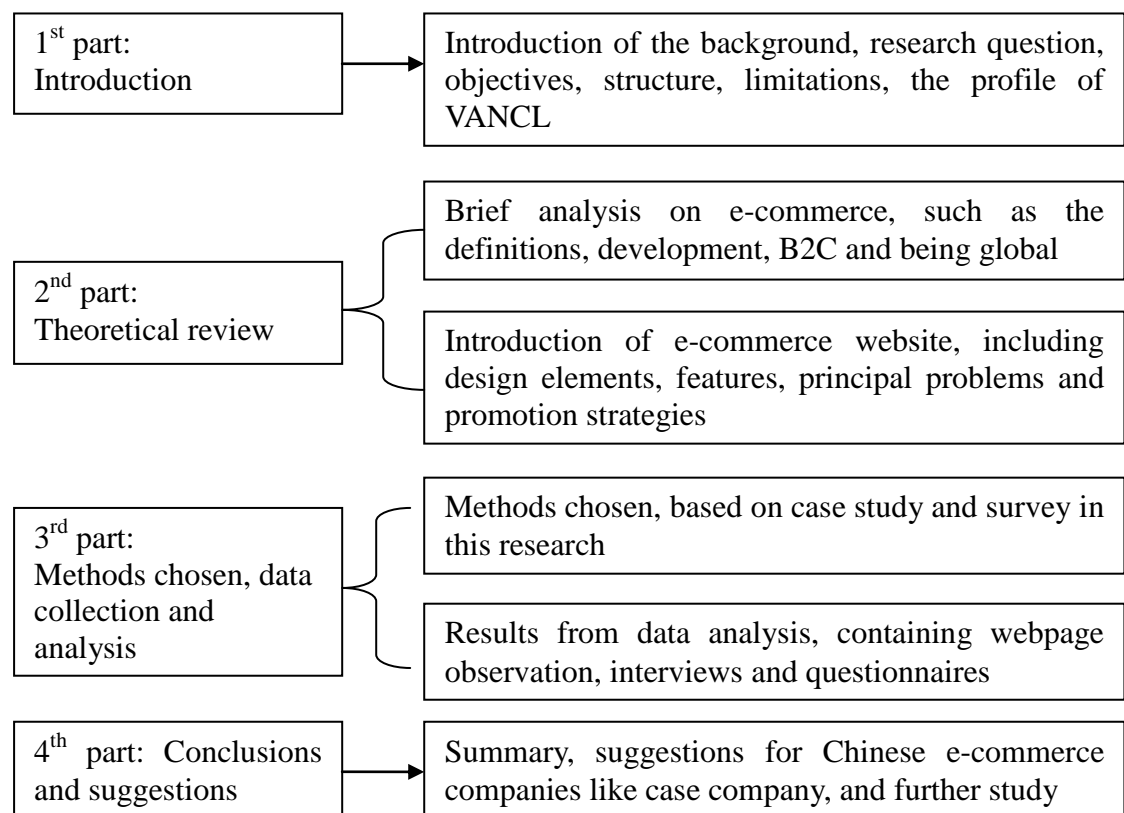 1st part:
Introduction
Introduction of the background, research question,
objectives, structure, limitations, the profile of
VANCL
2nd part:
Theoretical review
Brief analysis on e-commerce, such as the
definitions, development, B2C and being global
Introduction of e-commerce website, including
design elements, features, principal problems and
promotion strategies
3rd part:
Methods chosen, data
collection and
analysis
Methods chosen, based on case study and survey in
this research
Results from data analysis, containing webpage
observation, interviews and questionnaires
4th part: Conclusions
and suggestions
Summary, suggestions for Chinese e-commerce
companies like case company, and further study